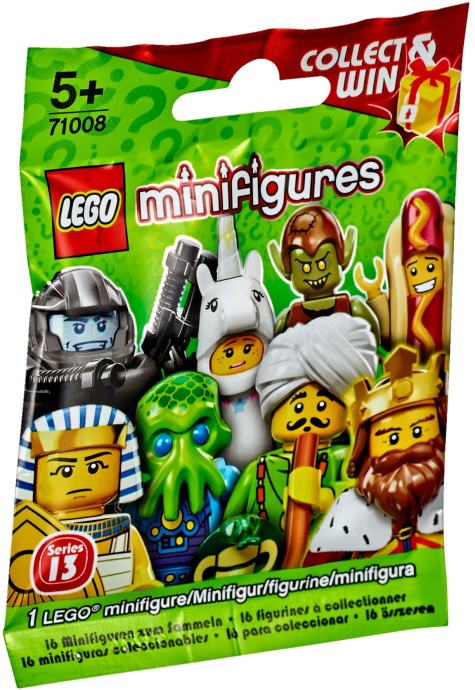 COLLECT &
WIN
5+
71008
LEGO minifigures
Series
13
1 LEGO® minifigure/Minifigur/figurine/minifigura
16 Minifiguren zum Sammeln • 16 figurines à collectionner
16 minifiguras coleccionables • 16 para coleccionar • 16 összesen